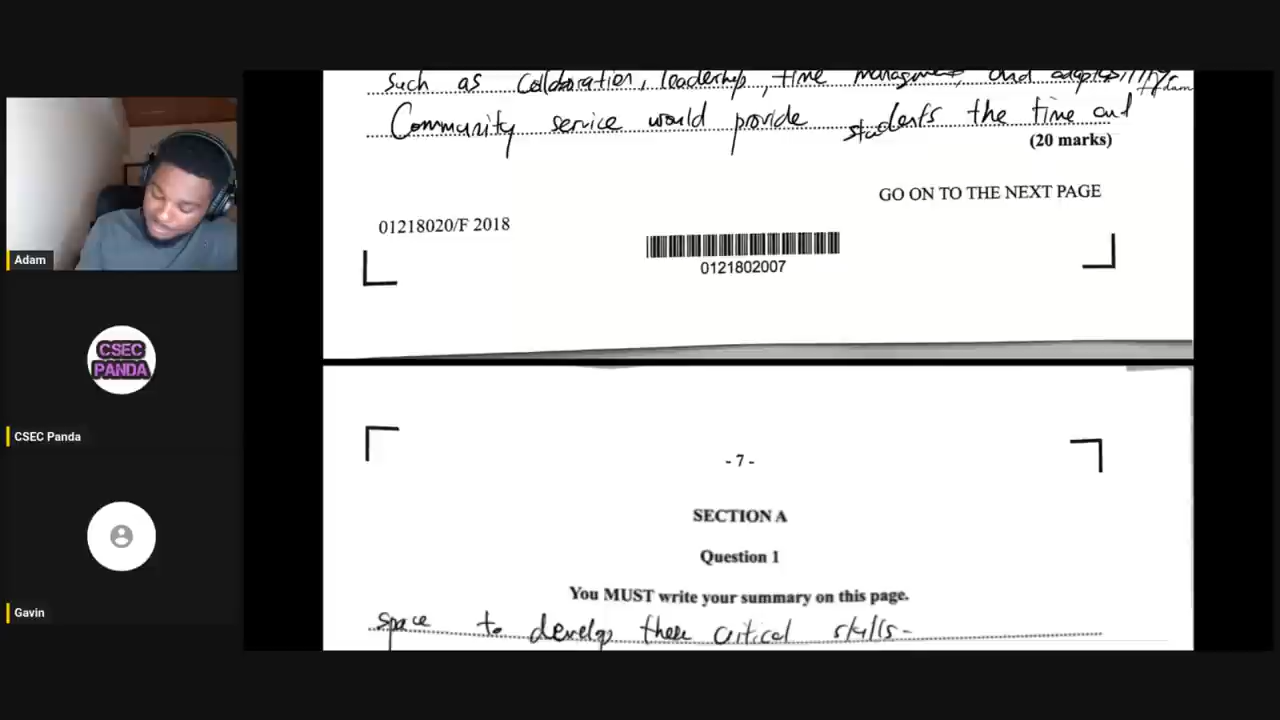 such as collaboration, leadership, time management, and adaptability
Adam
Community service would provide students the time and
(20 marks)
GO ON TO THE NEXT PAGE
01218020/F 2018
0121802007
Adam
CSEC
PANDA
CSEC Panda
- 7 -
SECTION A
Question 1
You MUST write your summary on this page.
space to develop these critical skills.
Gavin